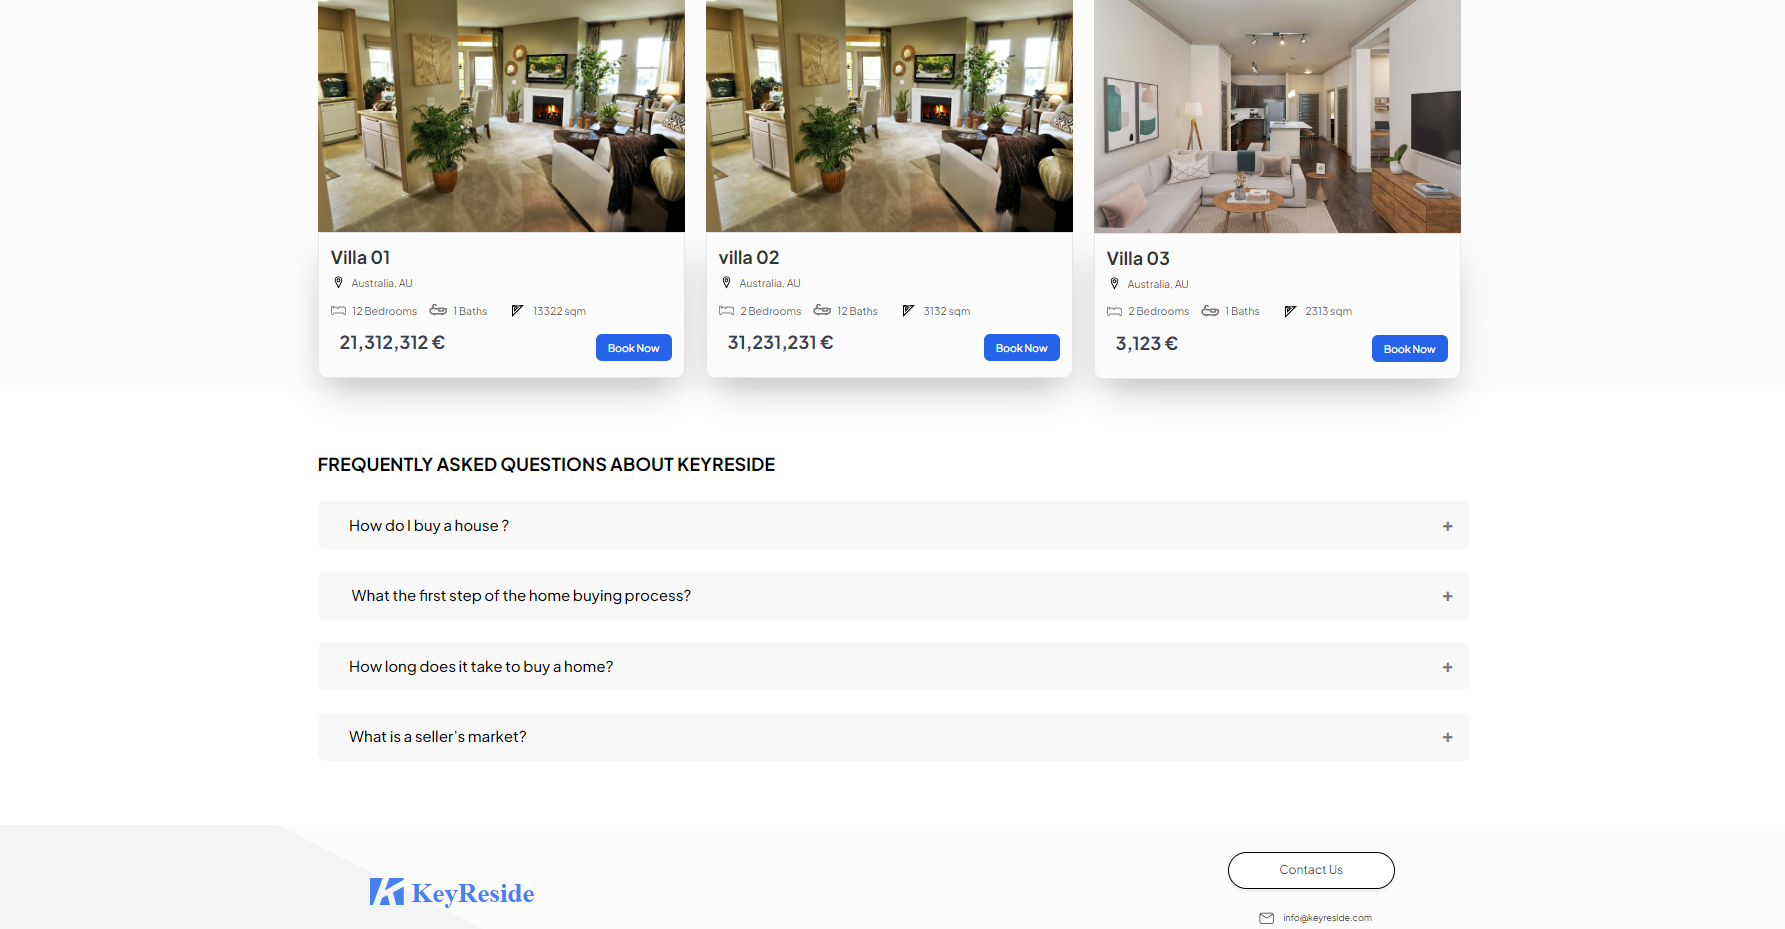 Villa 01
Australia, AU
12 Bedrooms 1 Baths 13322 sqm
21,312,312 €
Book Now
villa 02
Australia, AU
2 Bedrooms 12 Baths 3132 sqm
31,231,231 €
Book Now
Villa 03
Australia, AU
2 Bedrooms 1 Baths 2313 sqm
3,123 €
Book Now
FREQUENTLY ASKED QUESTIONS ABOUT KEYRESIDE
How do I buy a house ?
+
What the first step of the home buying process?
+
How long does it take to buy a home?
+
What is a seller’s market?
+
KeyReside
Contact Us
info@keyreside.com